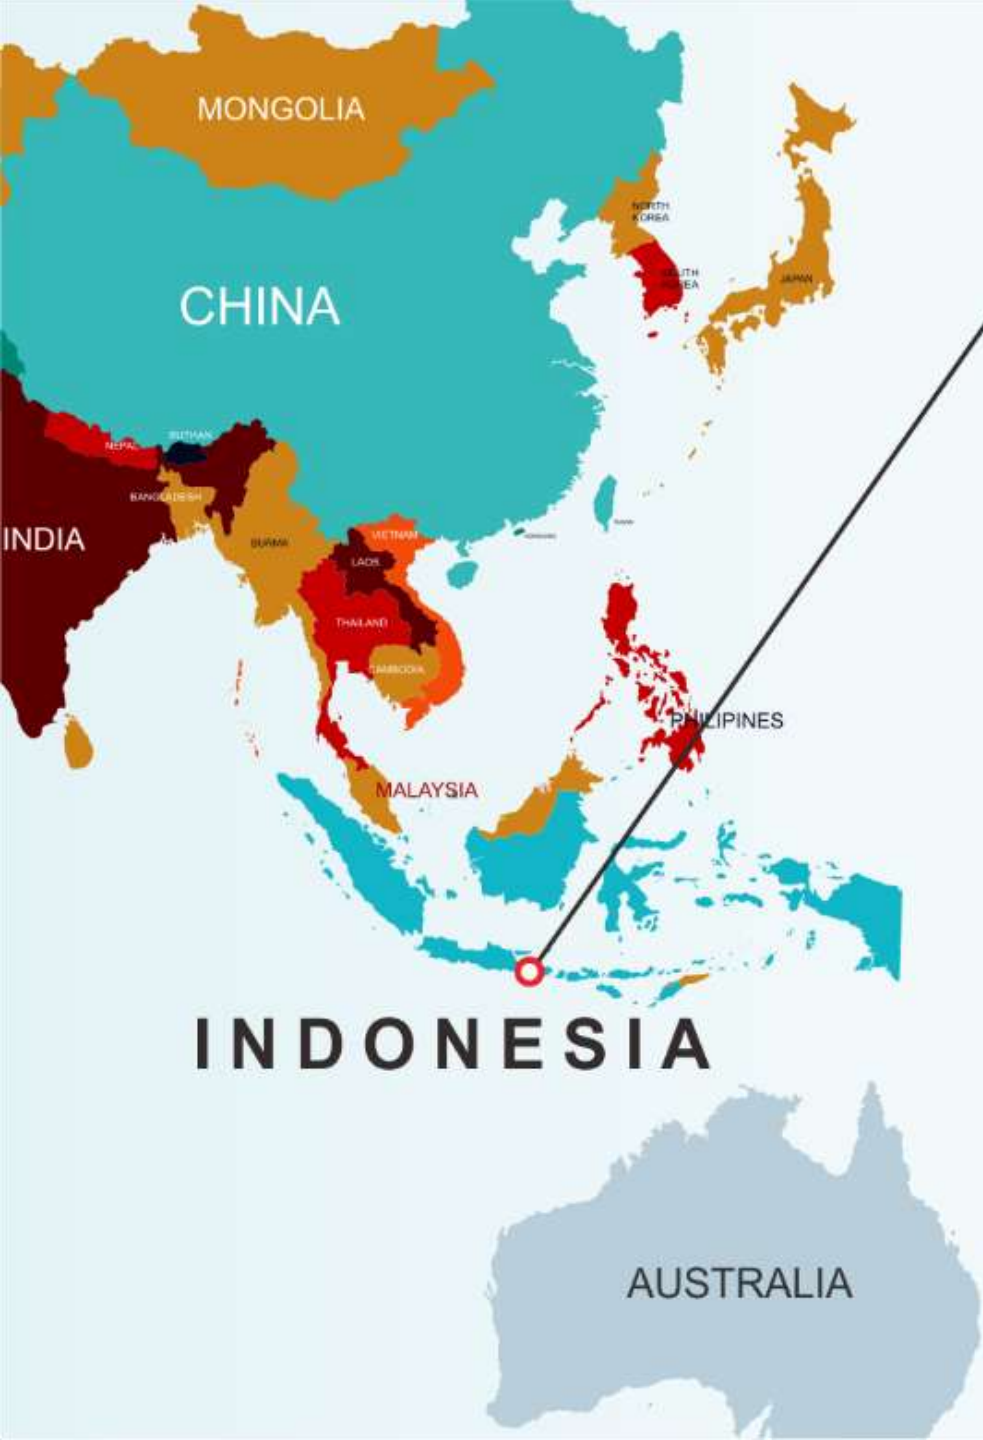 MONGOLIA
NORTH
KOREA
SOUTH
KOREA
JAPAN
CHINA
NEPAL
BUTHAN
BANGLADESH
INDIA
BURMA
VIETNAM
LAOS
THAILAND
CAMBODIA
PHILIPINES
MALAYSIA
INDONESIA
AUSTRALIA